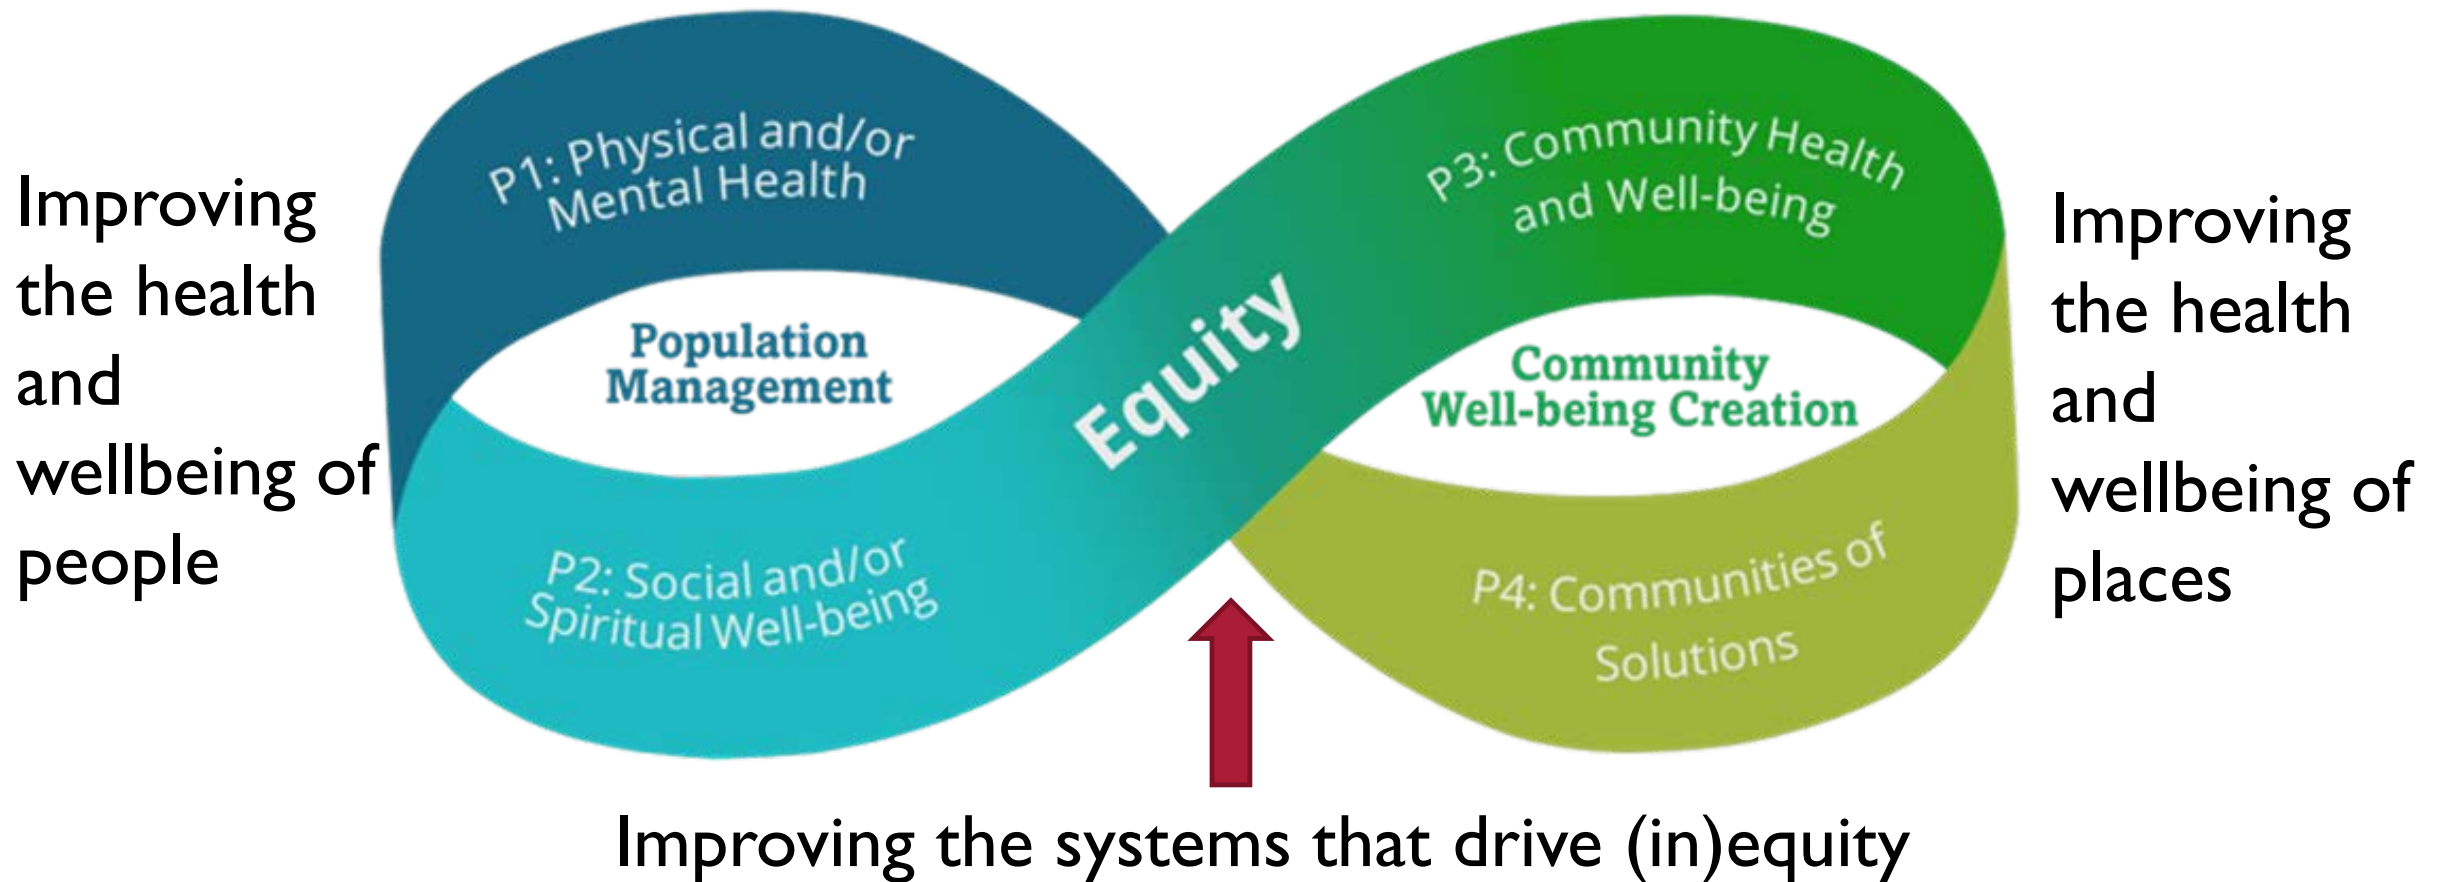 Improving
the health
and
wellbeing of
people
P1: Physical and/or
Mental Health
Population
Management
P2: Social and/or
Spiritual Well-being
Equity
P3: Community Health
and Well-being
Community
Well-being Creation
P4: Communities of
Solutions
Improving
the health
and
wellbeing of
places
Improving the systems that drive (in)equity